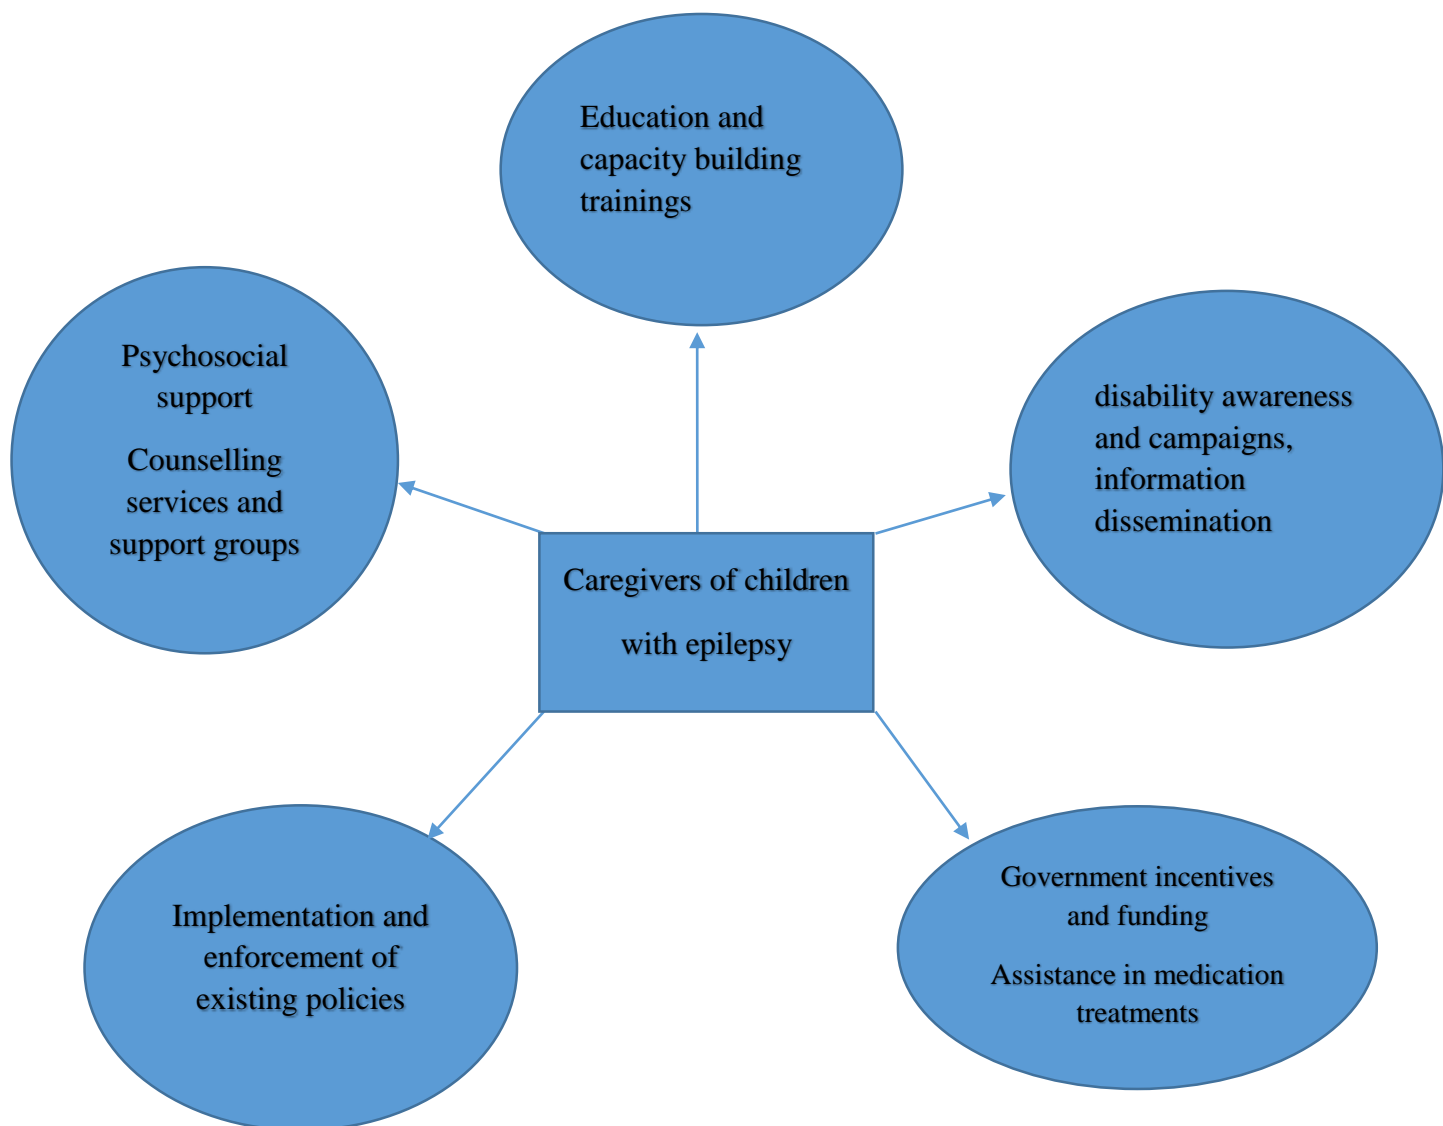 Education and
capacity building
trainings
Psychosocial
support
Counselling
services and
support groups
disability awareness
and campaigns,
information
dissemination
Caregivers of children
with epilepsy
Implementation and
enforcement of
existing policies
Government incentives
and funding
Assistance in medication
treatments